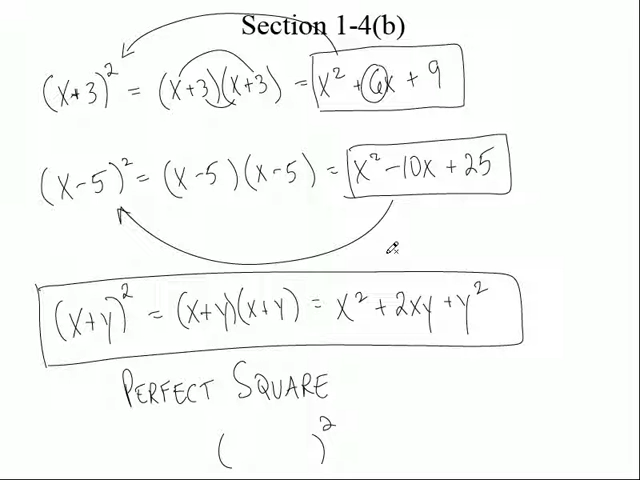 Section 1-4(b)
(x+3)² = (x+3)(x+3) = x² + 6x + 9
(x-5)² = (x-5)(x-5) = x² - 10x + 25
(x+y)² = (x+y)(x+y) = x² + 2xy + y²
PERFECT SQUARE
( )²